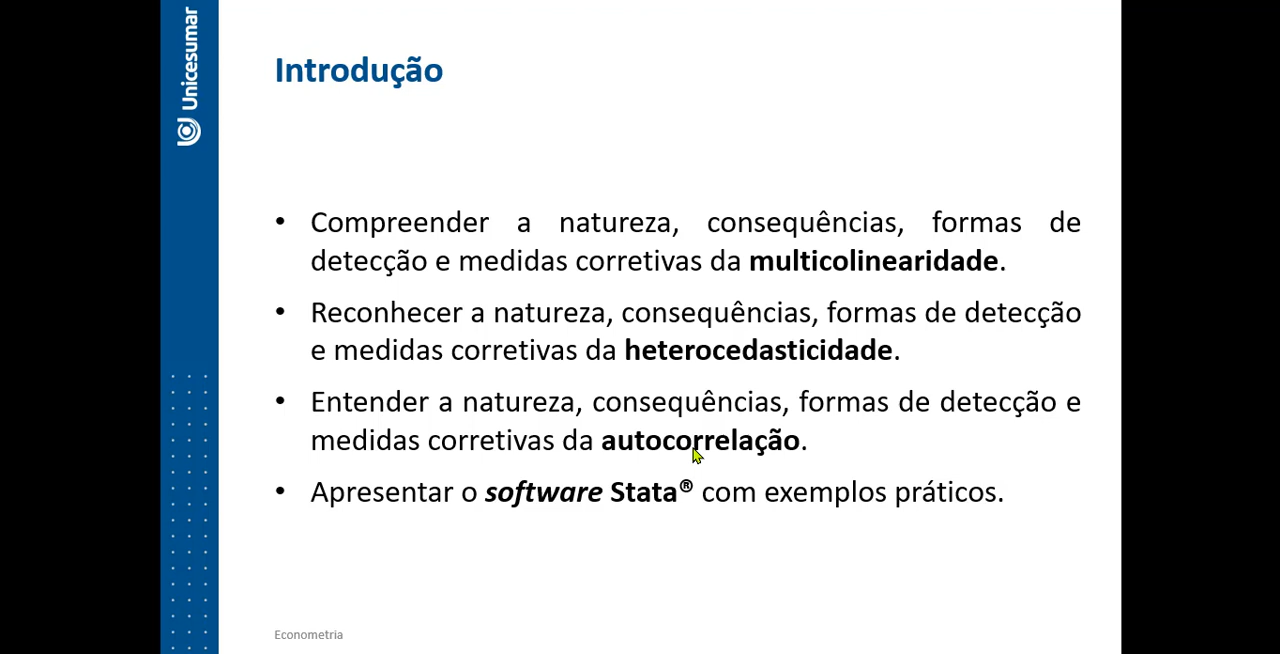 Unicesumar
Introdução
• Compreender a natureza, consequências, formas de
detecção e medidas corretivas da multicolinearidade.
• Reconhecer a natureza, consequências, formas de detecção
e medidas corretivas da heterocedasticidade.
• Entender a natureza, consequências, formas de detecção e
medidas corretivas da autocorrelação.
• Apresentar o software Stata® com exemplos práticos.
Econometria